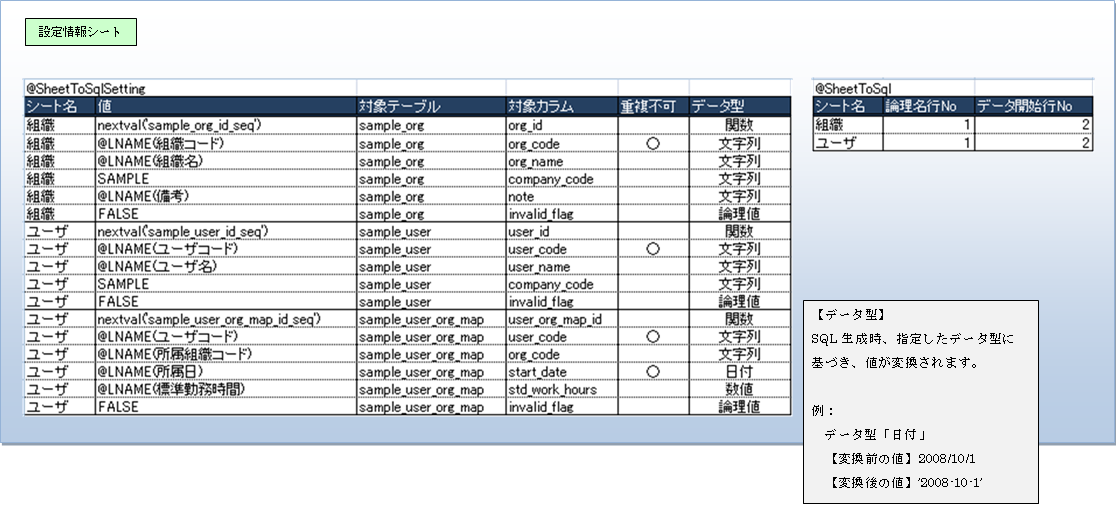 設定情報シート
@SheetToSqlSetting
シート名 値 対象テーブル 対象カラム 重複不可 データ型
組織 nextval('sample_org_id_seq') sample_org org_id 関数
組織 @LNAME(組織コード) sample_org org_code ○ 文字列
組織 @LNAME(組織名) sample_org org_name 文字列
組織 SAMPLE sample_org company_code 文字列
組織 @LNAME(備考) sample_org note 文字列
組織 FALSE sample_org invalid_flag 論理値
ユーザ nextval('sample_user_id_seq') sample_user user_id 関数
ユーザ @LNAME(ユーザコード) sample_user user_code ○ 文字列
ユーザ @LNAME(ユーザ名) sample_user user_name 文字列
ユーザ SAMPLE sample_user company_code 文字列
ユーザ FALSE sample_user invalid_flag 論理値
ユーザ nextval('sample_user_org_map_id_seq') sample_user_org_map user_org_map_id 関数
ユーザ @LNAME(ユーザコード) sample_user_org_map user_code ○ 文字列
ユーザ @LNAME(所属組織コード) sample_user_org_map org_code 文字列
ユーザ @LNAME(所属日) sample_user_org_map start_date ○ 日付
ユーザ @LNAME(標準勤務時間) sample_user_org_map std_work_hours 数値
ユーザ FALSE sample_user_org_map invalid_flag 論理値
@SheetToSql
シート名 論理名行No データ開始行No
組織 1 2
ユーザ 1 2
【データ型】
SQL生成時、指定したデータ型に
基づき、値が変換されます。
例：
データ型「日付」
【変換前の値】2008/10/1
【変換後の値】'2008-10-1'